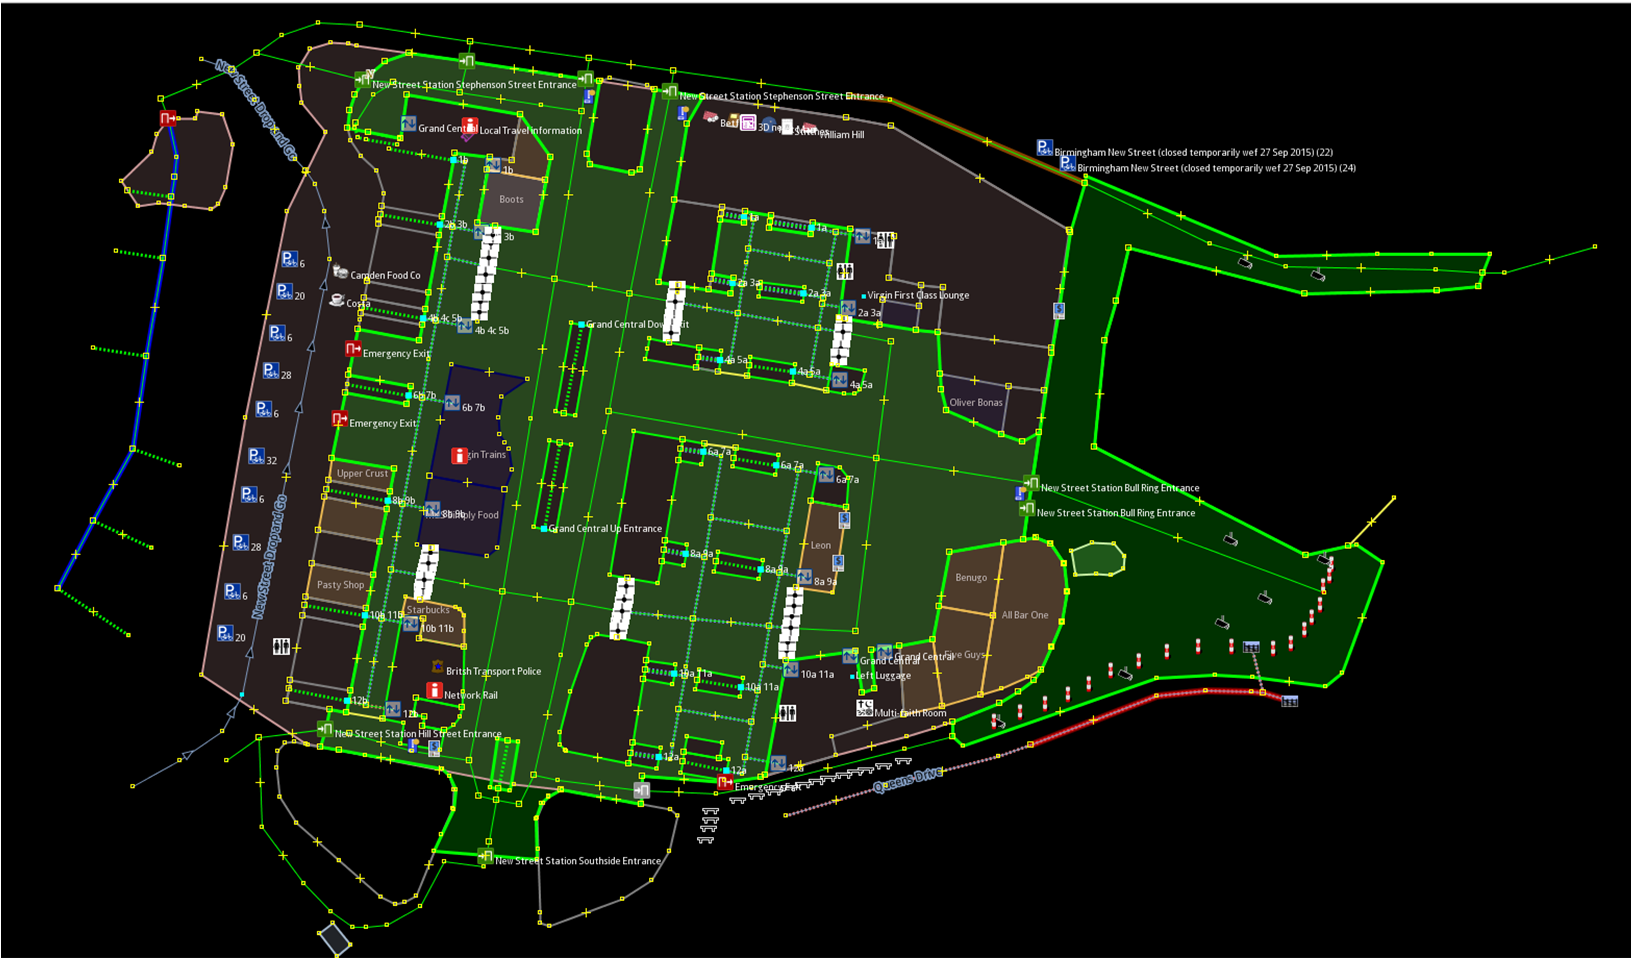 New Street Drop and Go
New Street Station Stephenson Street Entrance
New Street Station Stephenson Street Entrance
Grand Central
Local Travel information
William Hill
Birmingham New Street (closed temporarily wef 27 Sep 2015) (22)
Birmingham New Street (closed temporarily wef 27 Sep 2015) (24)
1b
1b
Boots
2b 3b
3b
1a
1a
6
Camden Food Co
20
Costa
2a 3a
2a 3a
Virgin First Class Lounge
2a 3a
4b 4c 5b
4b 4c 5b
Grand Central Down Exit
6
Emergency Exit
4a 5a
4a 5a
4a 5a
28
6b 7b
6b 7b
Oliver Bonas
6
Emergency Exit
32
Upper Crust
6a 7a
6a 7a
6a 7a
6
8b 9b
8b 9b
New Street Station Bull Ring Entrance
New Street Station Bull Ring Entrance
Grand Central Up Entrance
28
Leon
8a 9a
8a 9a
8a 9a
New Street Drop and Go
Pasty Shop
Benugo
6
Starbucks
10b 11b
10b 11b
All Bar One
20
Five Guys
British Transport Police
Grand Central
Grand Central
10a 11a
10a 11a
10a 11a
Left Luggage
Network Rail
12b
12b
Multi-faith Room
New Street Station Hill Street Entrance
12a
12a
12a
Emergency Exit
Queens Drive
New Street Station Southside Entrance